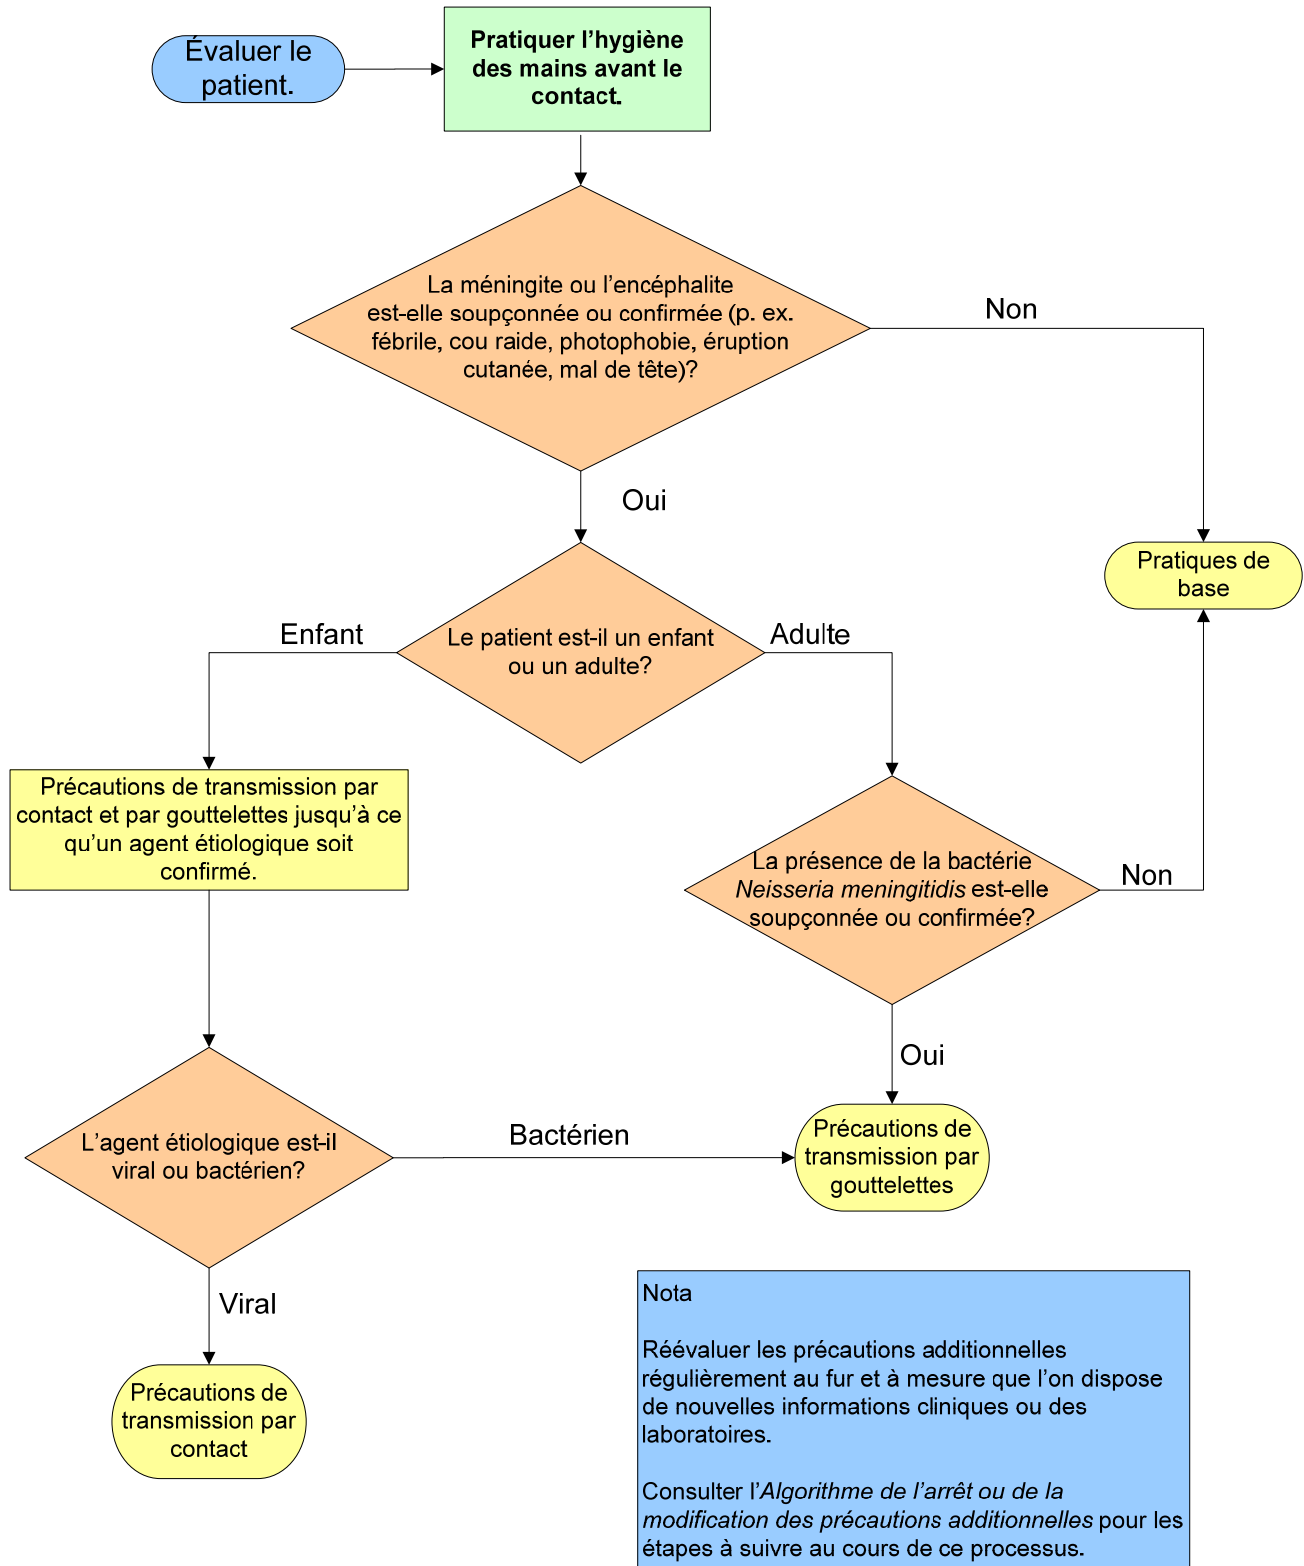 Évaluer le
patient.
Pratiquer l’hygiène
des mains avant le
contact.
La méningite ou l’encéphalite
est-elle soupçonnée ou confirmée (p. ex.
fébrile, cou raide, photophobie, éruption
cutanée, mal de tête)?
Non
Oui
Pratiques de
base
Enfant
Le patient est-il un enfant
ou un adulte?
Adulte
Précautions de transmission par
contact et par gouttelettes jusqu’à ce
qu’un agent étiologique soit
confirmé.
La présence de la bactérie
Neisseria meningitidis est-elle
soupçonnée ou confirmée?
Non
Oui
L’agent étiologique est-il
viral ou bactérien?
Bactérien
Précautions de
transmission par
gouttelettes
Viral
Précautions de
transmission par
contact
Nota
Réévaluer les précautions additionnelles
régulièrement au fur et à mesure que l’on dispose
de nouvelles informations cliniques ou des
laboratoires.
Consulter l’Algorithme de l’arrêt ou de la
modification des précautions additionnelles pour les
étapes à suivre au cours de ce processus.